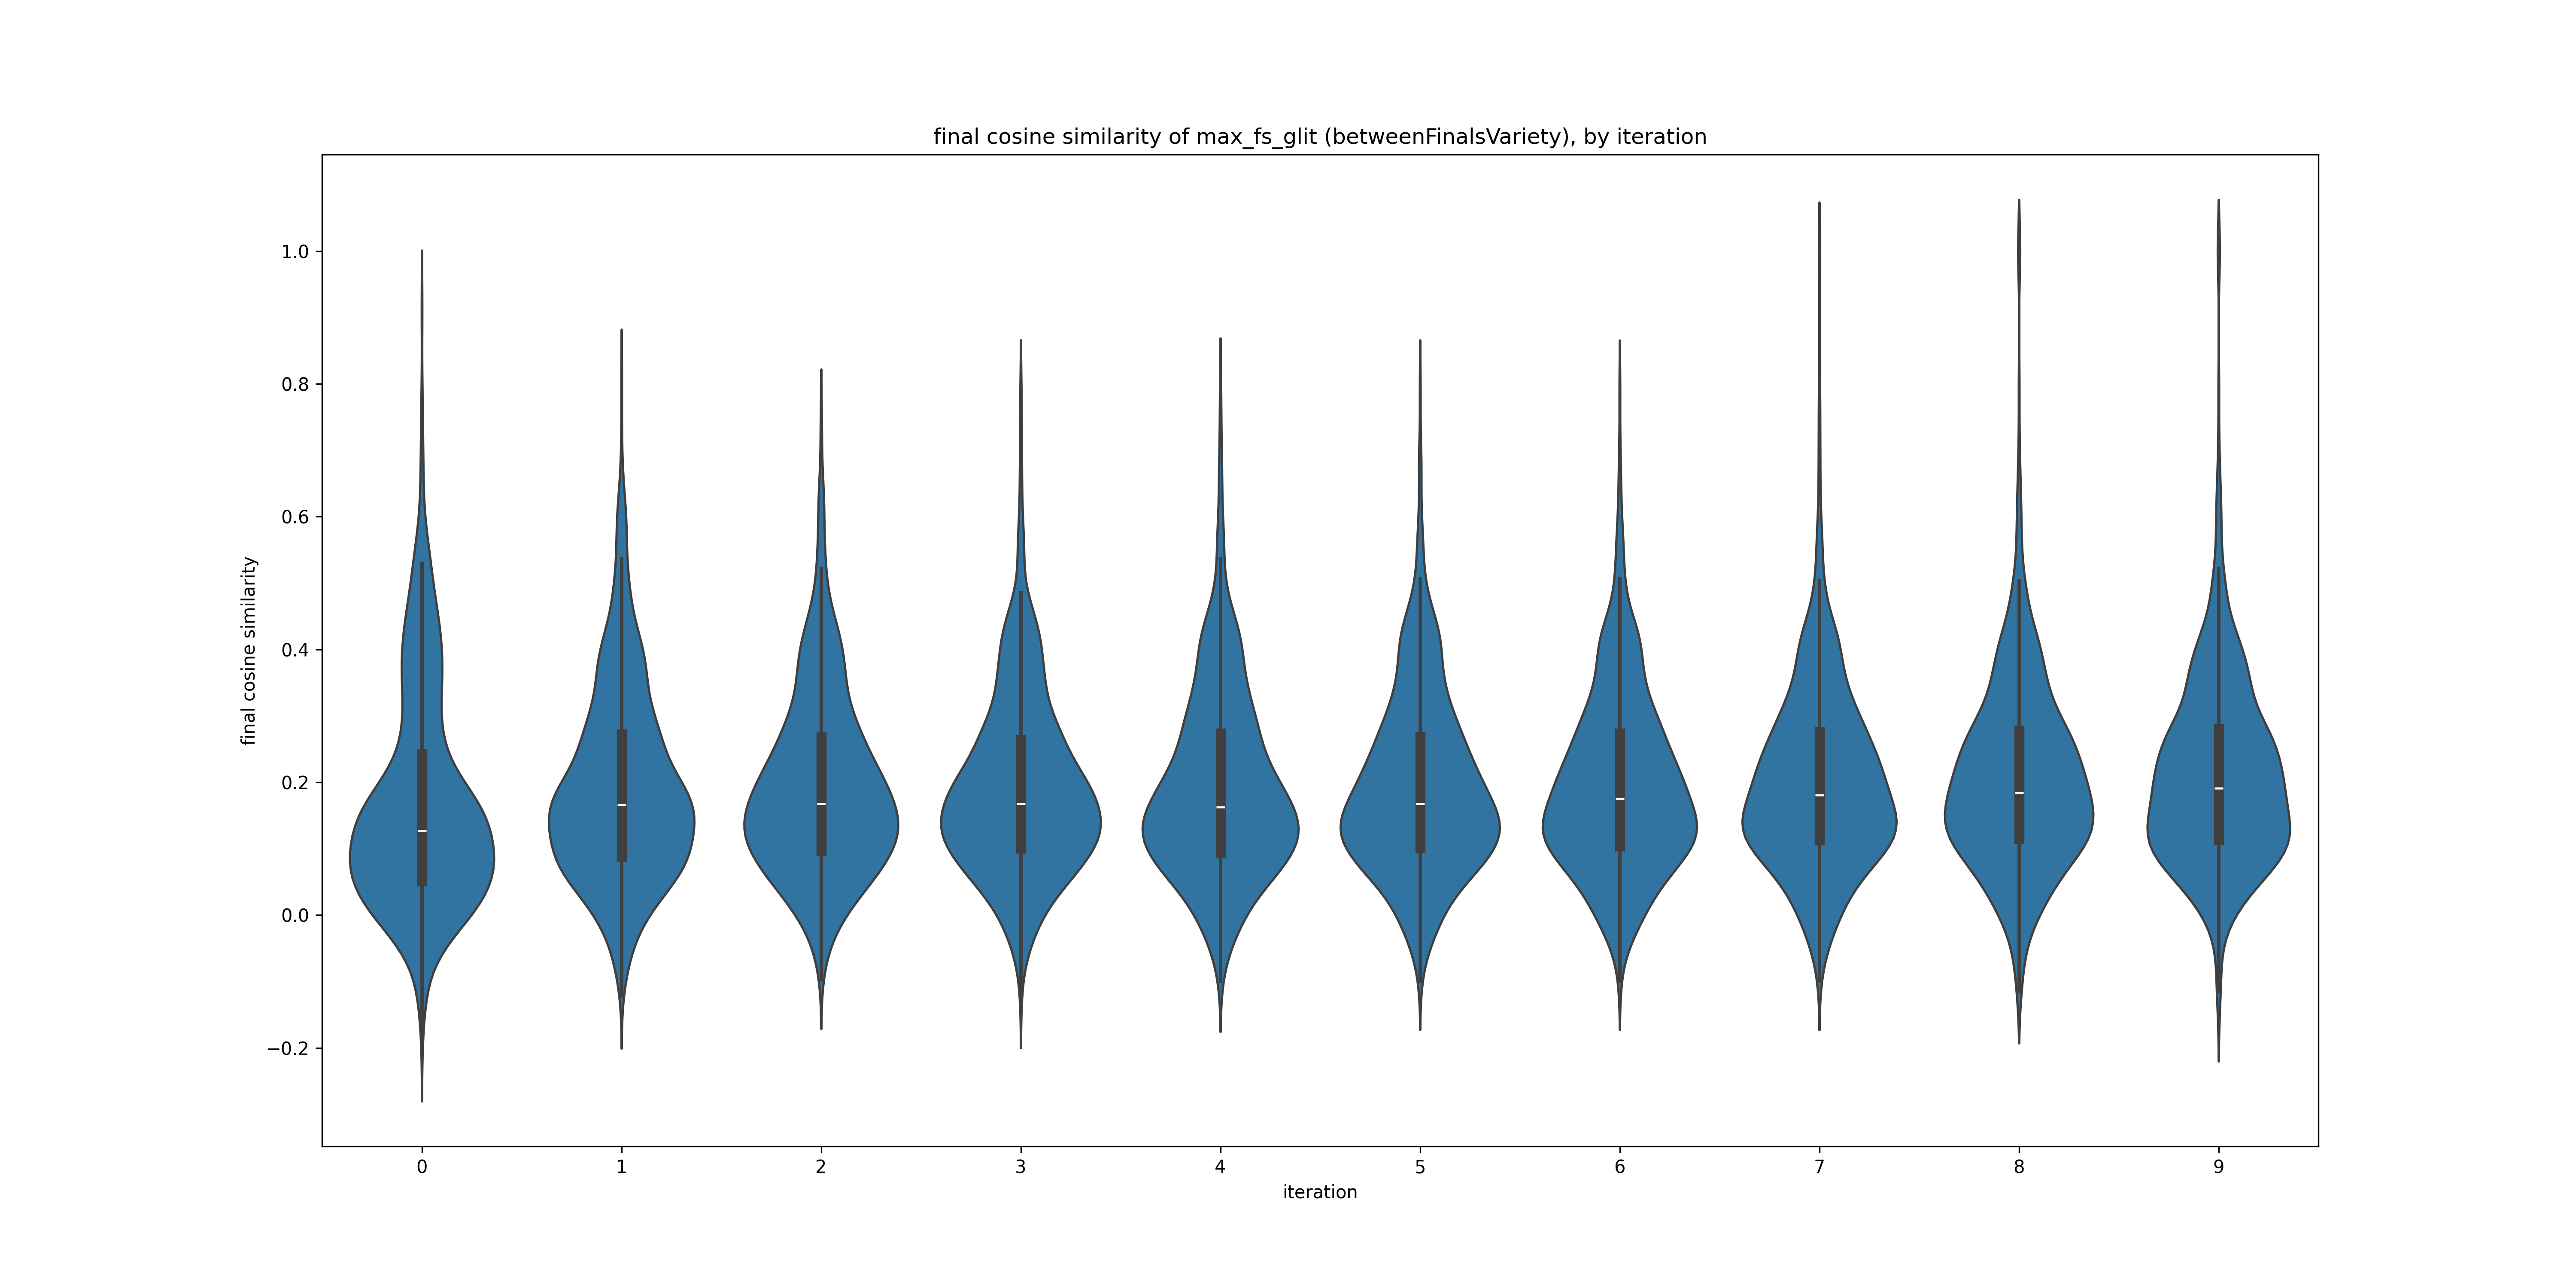 final cosine similarity of max_fs_glit (betweenFinalsVariety), by iteration
final cosine similarity
1.0
0.8
0.6
0.4
0.2
0.0
−0.2
0 1 2 3 4 5 6 7 8 9
iteration